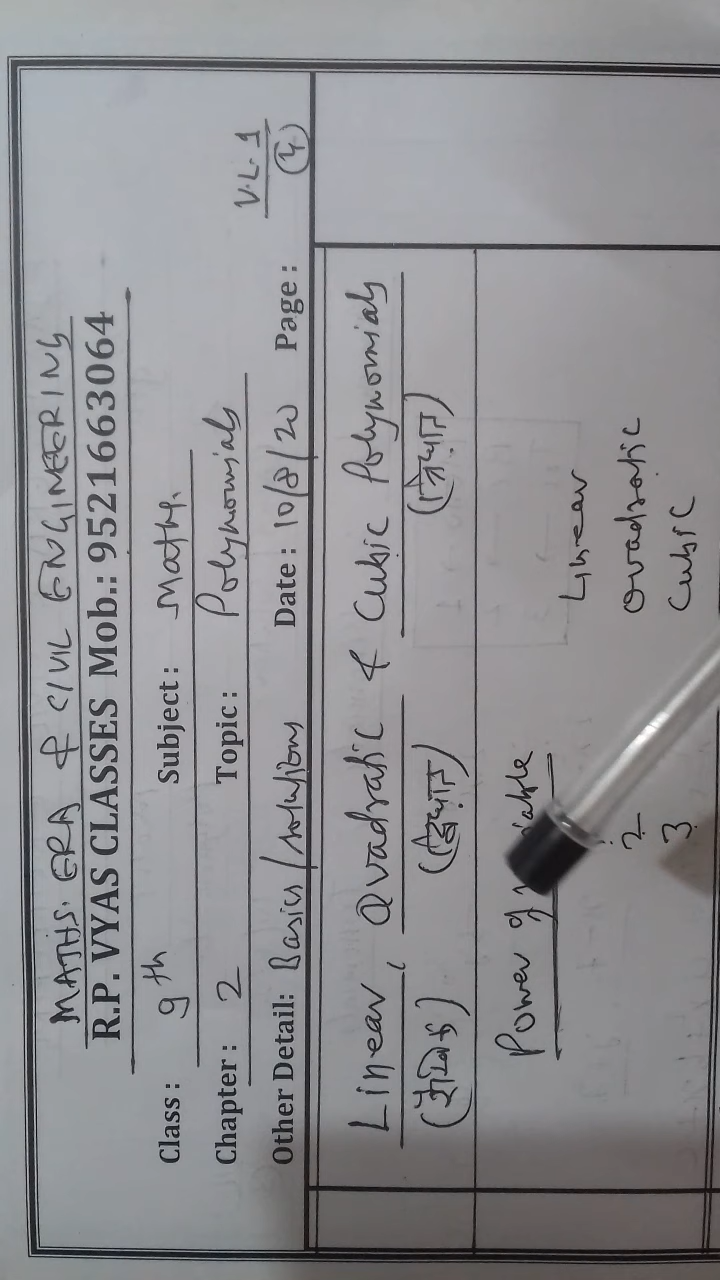 MATHS. ERA & CIVIL ENGINEERING
R.P. VYAS CLASSES Mob.: 9521663064
Class : 9th Subject : Maths.
Chapter : 2 Topic : Polynomials
V.L. 1
Other Detail: Basics / solutions Date : 10/8/20 Page : (4)
Linear, Quadratic & Cubic Polynomials
(रैखिक) (द्विघात) (त्रिघात)
Power of
Linear
2 Quadratic
3 Cubic